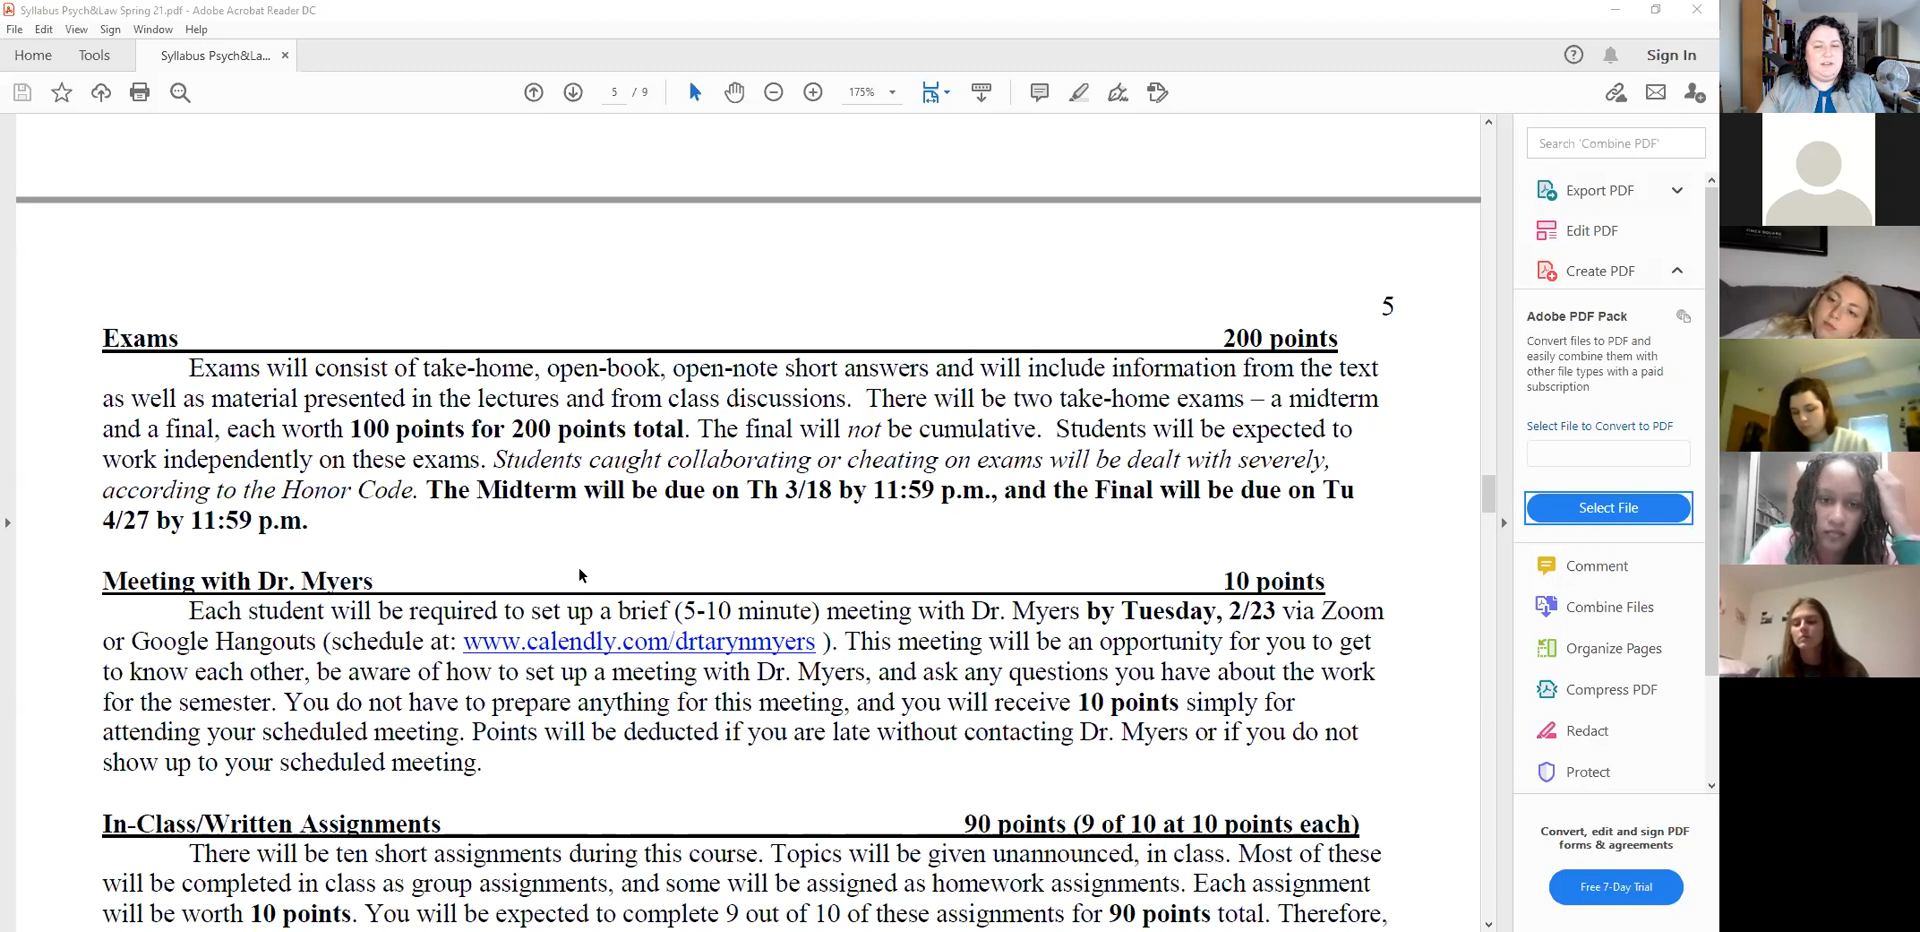 Syllabus Psych&Law Spring 21.pdf - Adobe Acrobat Reader DC
File Edit View Sign Window Help
Home Tools Syllabus Psych&La... × Sign In
5 / 9 175%
5
Exams 200 points
Exams will consist of take-home, open-book, open-note short answers and will include information from the text
as well as material presented in the lectures and from class discussions. There will be two take-home exams – a midterm
and a final, each worth 100 points for 200 points total. The final will not be cumulative. Students will be expected to
work independently on these exams. Students caught collaborating or cheating on exams will be dealt with severely,
according to the Honor Code. The Midterm will be due on Th 3/18 by 11:59 p.m., and the Final will be due on Tu
4/27 by 11:59 p.m.
Meeting with Dr. Myers 10 points
Each student will be required to set up a brief (5-10 minute) meeting with Dr. Myers by Tuesday, 2/23 via Zoom
or Google Hangouts (schedule at: www.calendly.com/drtarynmyers ). This meeting will be an opportunity for you to get
to know each other, be aware of how to set up a meeting with Dr. Myers, and ask any questions you have about the work
for the semester. You do not have to prepare anything for this meeting, and you will receive 10 points simply for
attending your scheduled meeting. Points will be deducted if you are late without contacting Dr. Myers or if you do not
show up to your scheduled meeting.
In-Class/Written Assignments 90 points (9 of 10 at 10 points each)
There will be ten short assignments during this course. Topics will be given unannounced, in class. Most of these
will be completed in class as group assignments, and some will be assigned as homework assignments. Each assignment
will be worth 10 points. You will be expected to complete 9 out of 10 of these assignments for 90 points total. Therefore,
Search 'Combine PDF'
Export PDF
Edit PDF
Create PDF
Adobe PDF Pack
Convert files to PDF and
easily combine them with
other file types with a paid
subscription
Select File to Convert to PDF
Select File
Comment
Combine Files
Organize Pages
Compress PDF
Redact
Protect
Convert, edit and sign PDF
forms & agreements
Free 7-Day Trial